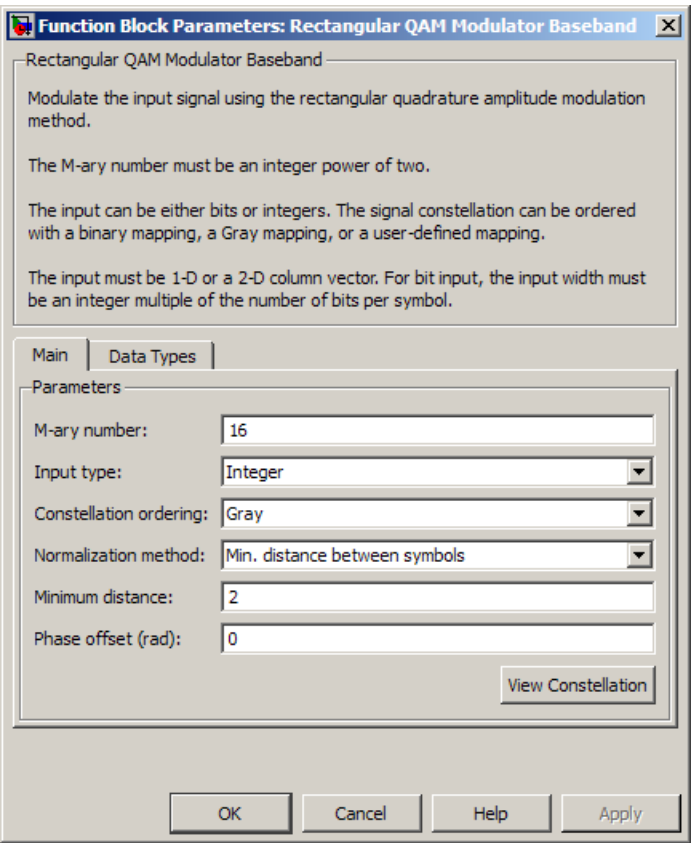 Function Block Parameters: Rectangular QAM Modulator Baseband
Rectangular QAM Modulator Baseband
Modulate the input signal using the rectangular quadrature amplitude modulation
method.
The M-ary number must be an integer power of two.
The input can be either bits or integers. The signal constellation can be ordered
with a binary mapping, a Gray mapping, or a user-defined mapping.
The input must be 1-D or a 2-D column vector. For bit input, the input width must
be an integer multiple of the number of bits per symbol.
Main Data Types
Parameters
M-ary number: 16
Input type: Integer
Constellation ordering: Gray
Normalization method: Min. distance between symbols
Minimum distance: 2
Phase offset (rad): 0
View Constellation
OK Cancel Help Apply